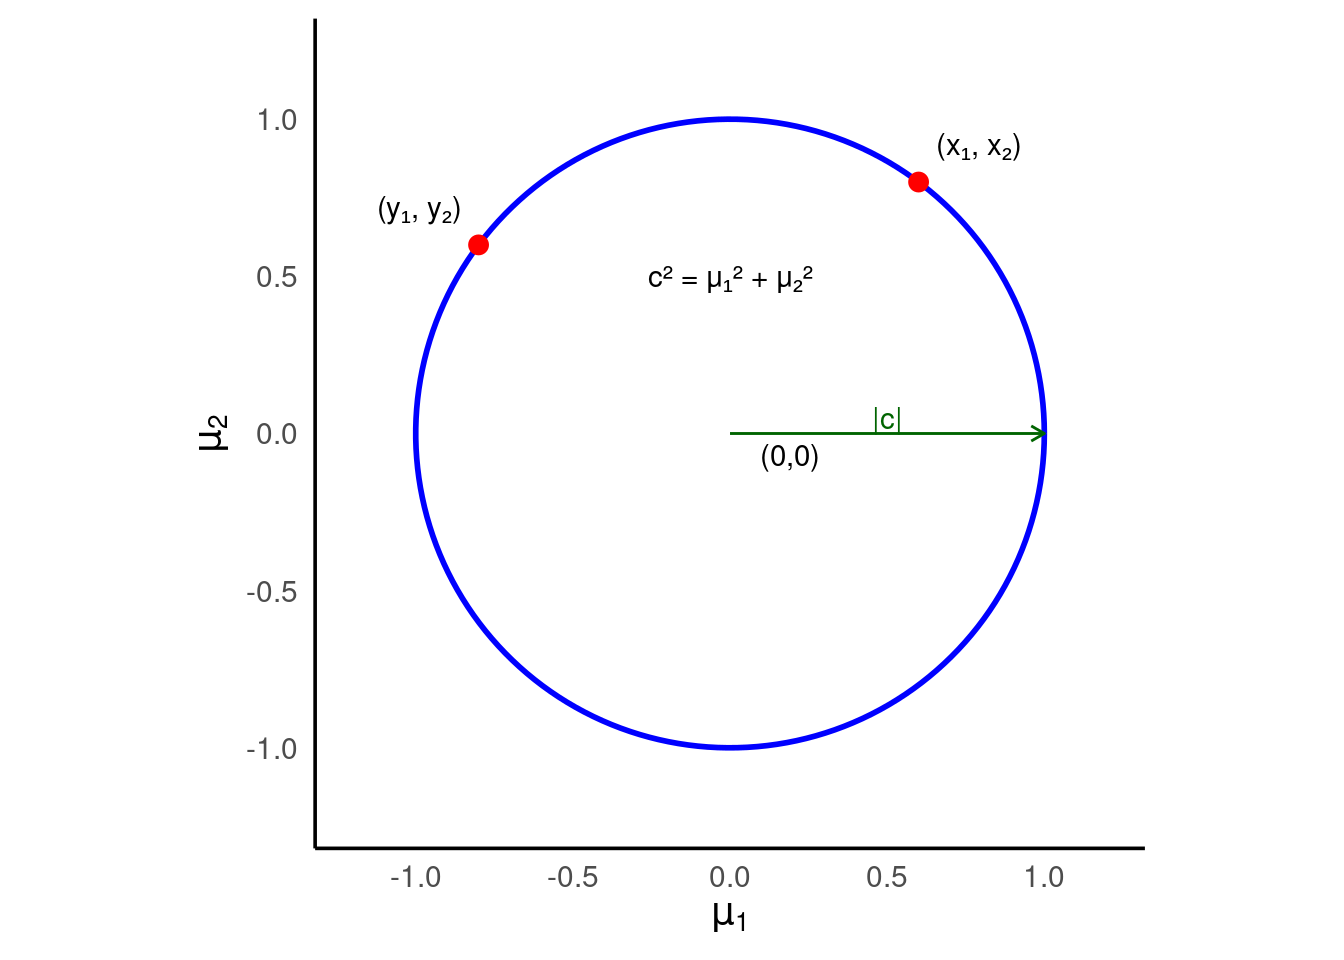 1.0
(x₁, x₂)
(y₁, y₂)
0.5
c² = µ₁² + µ₂²
|c|
µ₂
0.0
(0,0)
-0.5
-1.0
-1.0 -0.5 0.0 0.5 1.0
µ₁